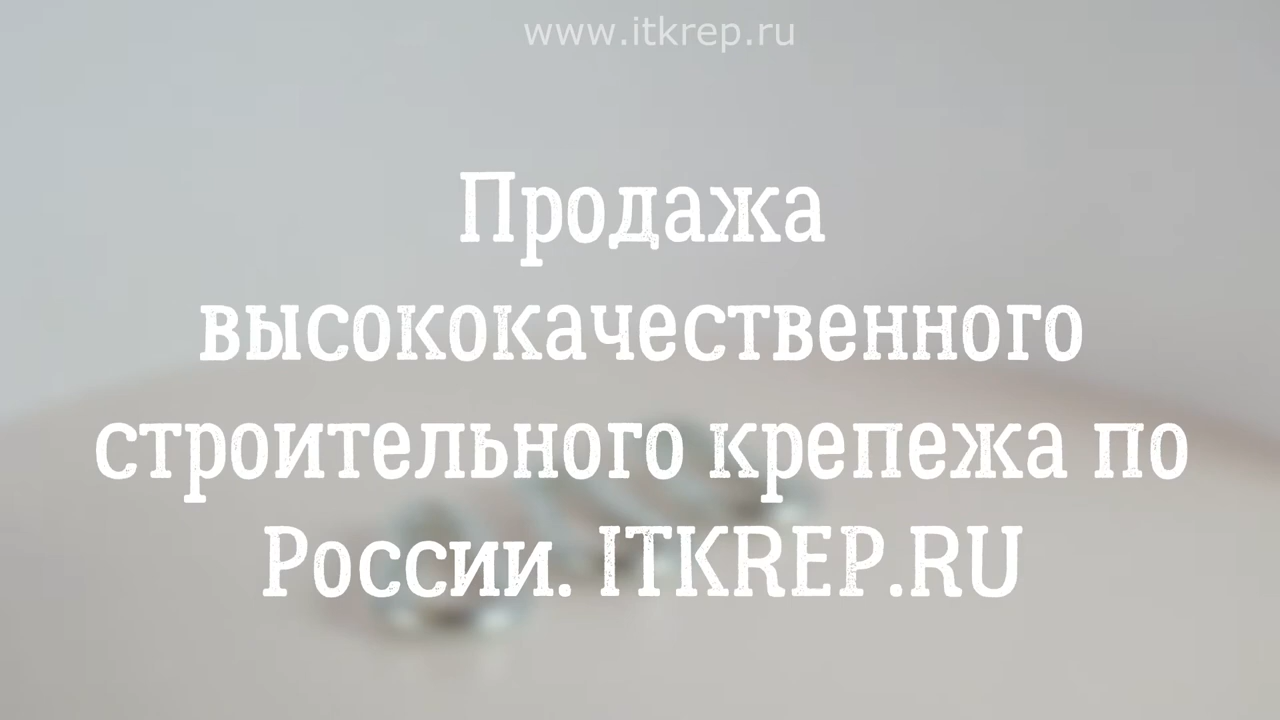 www.itkrep.ru
Продажа
высококачественного
строительного крепежа по
России. ITKREP.RU